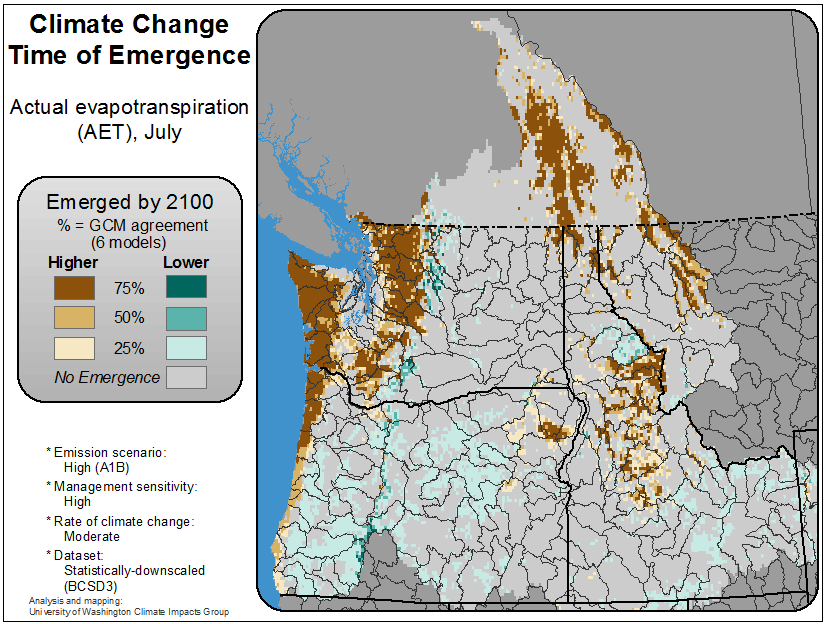 Climate Change
Time of Emergence
Actual evapotranspiration
(AET), July
Emerged by 2100
% = GCM agreement
(6 models)
Higher Lower
75%
50%
25%
No Emergence
* Emission scenario:
High (A1B)
* Management sensitivity:
High
* Rate of climate change:
Moderate
* Dataset:
Statistically-downscaled
(BCSD3)
Analysis and mapping:
University of Washington Climate Impacts Group